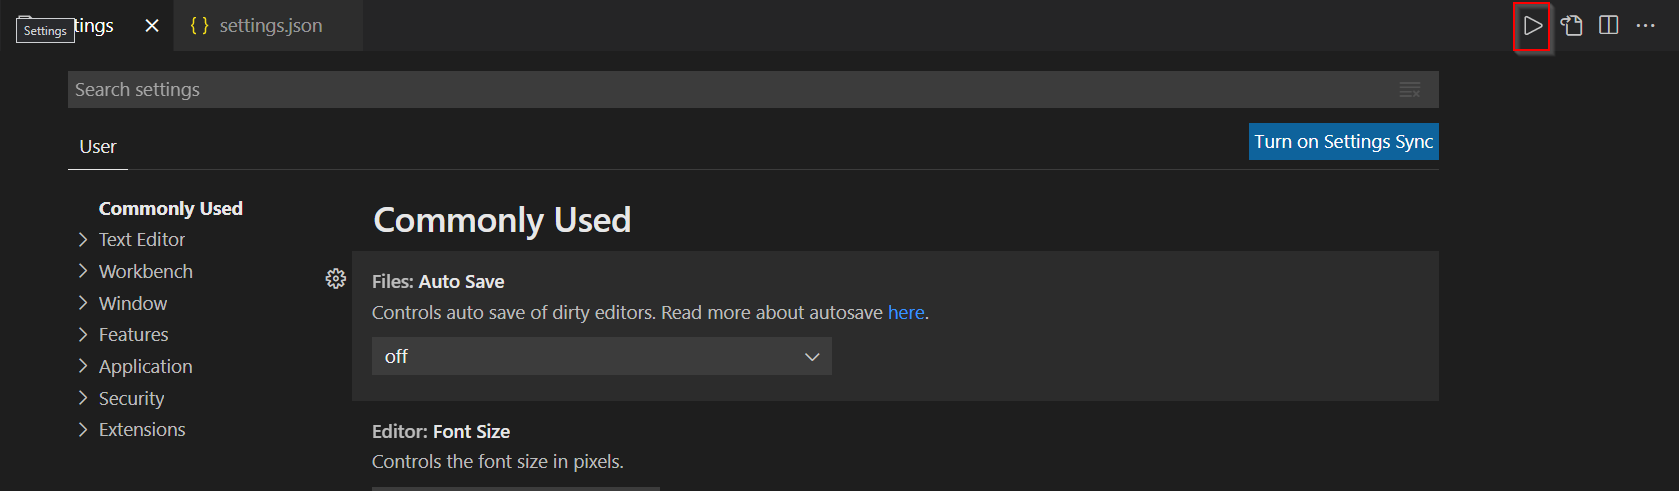 Settings
tings
{ } settings.json
Search settings
User
Turn on Settings Sync
Commonly Used
Text Editor
Workbench
Window
Features
Application
Security
Extensions
Commonly Used
Files: Auto Save
Controls auto save of dirty editors. Read more about autosave here.
off
Editor: Font Size
Controls the font size in pixels.